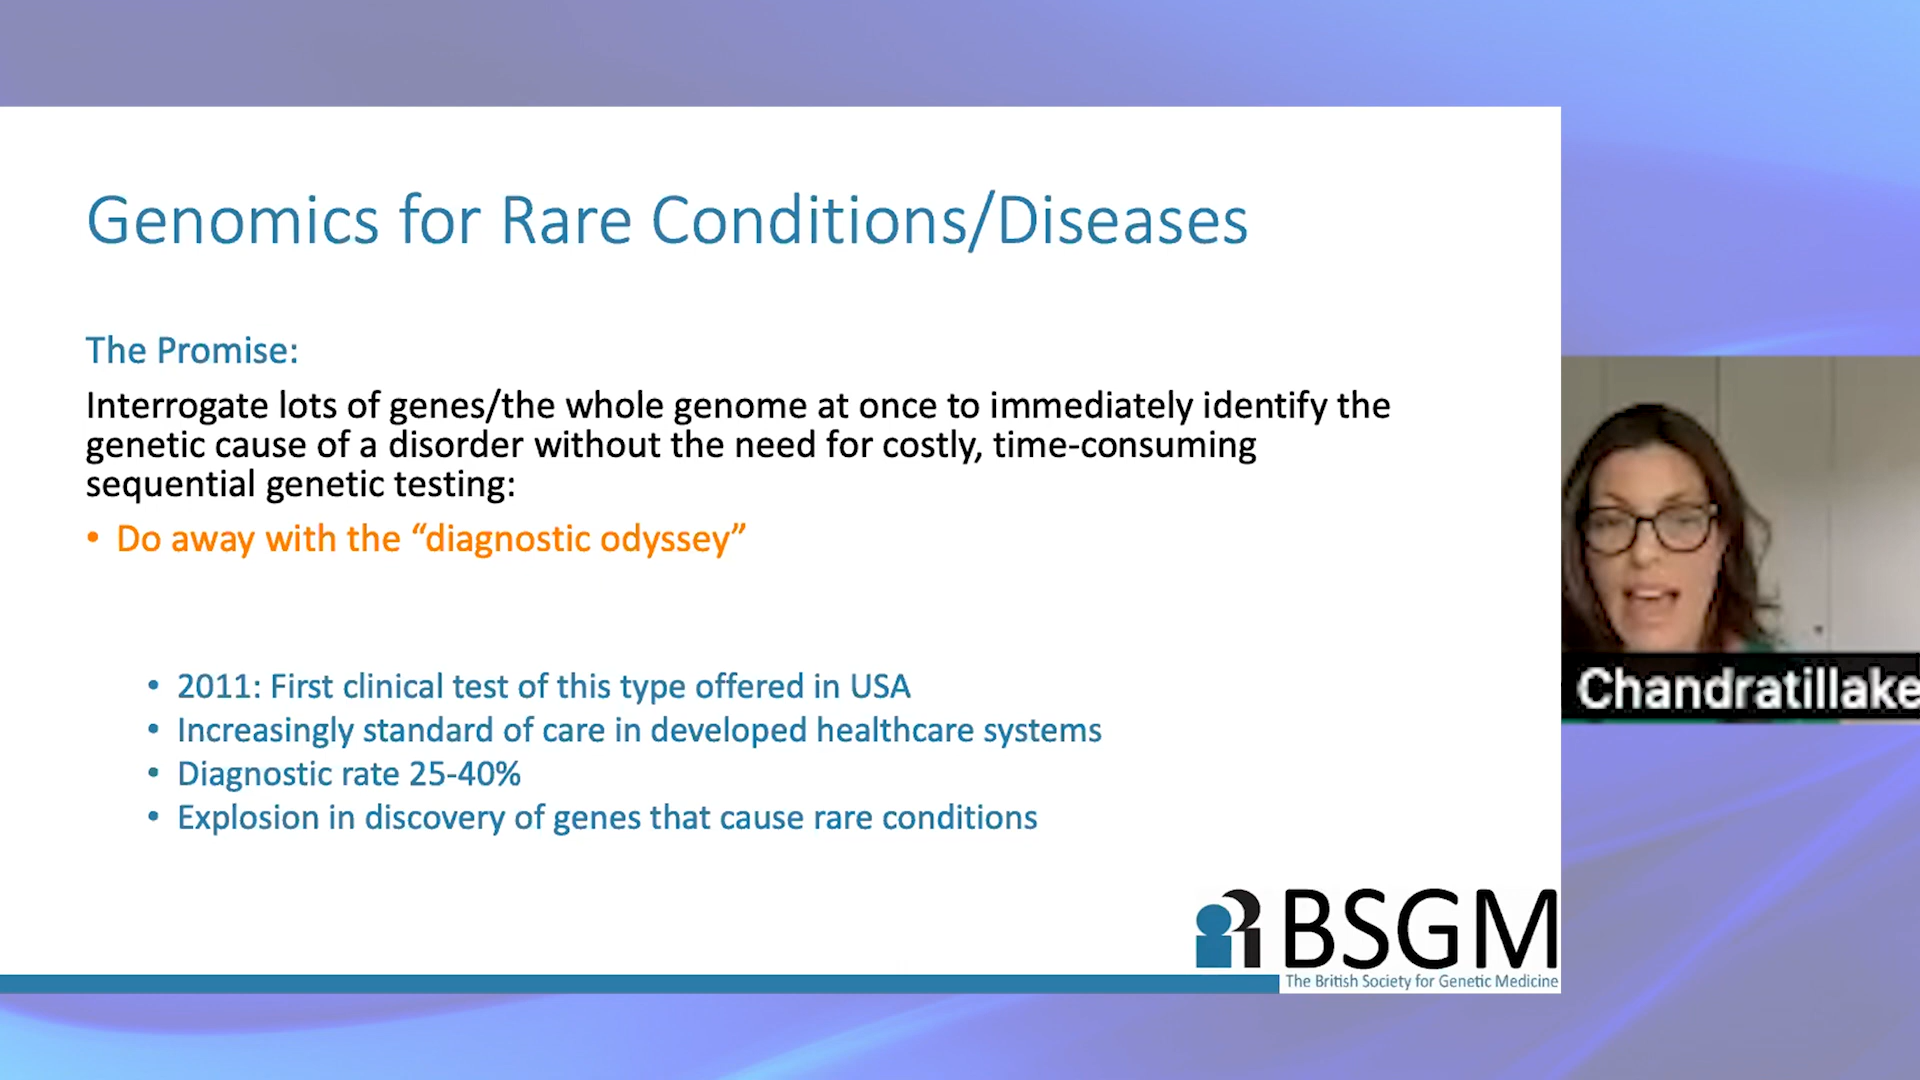 Genomics for Rare Conditions/Diseases
The Promise:
Interrogate lots of genes/the whole genome at once to immediately identify the
genetic cause of a disorder without the need for costly, time-consuming
sequential genetic testing:
• Do away with the “diagnostic odyssey”
• 2011: First clinical test of this type offered in USA
• Increasingly standard of care in developed healthcare systems
• Diagnostic rate 25-40%
• Explosion in discovery of genes that cause rare conditions
BSGM
The British Society for Genetic Medicine
Chandratillake